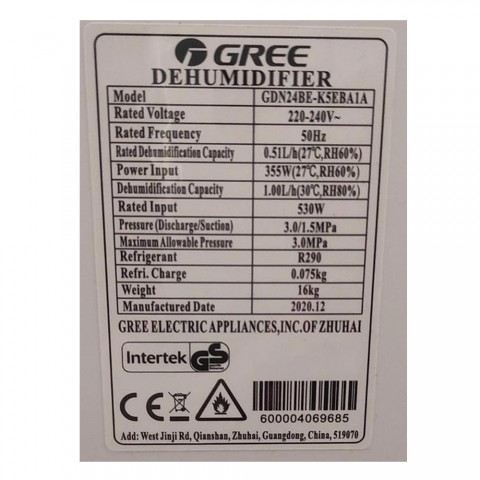 GREE
DEHUMIDIFIER
Model GDN24BE-K5EBA1A
Rated Voltage 220-240V~
Rated Frequency 50Hz
Rated Dehumidification Capacity 0.51L/h(27℃,RH60%)
Power Input 355W(27℃,RH60%)
Dehumidification Capacity 1.00L/h(30℃,RH80%)
Rated Input 530W
Pressure (Discharge/Suction) 3.0/1.5MPa
Maximum Allowable Pressure 3.0MPa
Refrigerant R290
Refri. Charge 0.075kg
Weight 16kg
Manufactured Date 2020.12
GREE ELECTRIC APPLIANCES,INC.OF ZHUHAI
Intertek GS
CE
600004069685
Add: West Jinji Rd, Qianshan, Zhuhai, Guangdong, China, 519070